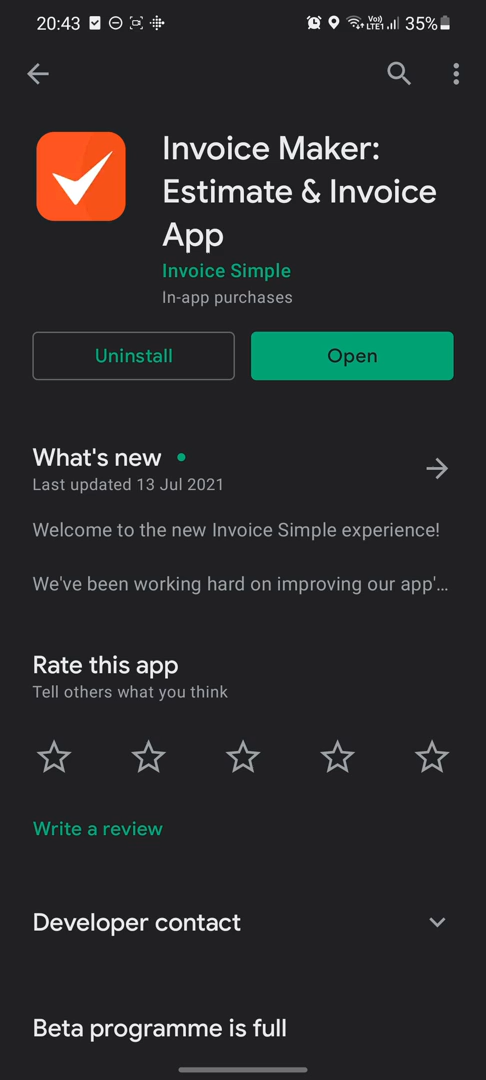 20:43
Vo))
LTE1
35%
Invoice Maker:
Estimate & Invoice
App
Invoice Simple
In-app purchases
Uninstall
Open
What's new
Last updated 13 Jul 2021
Welcome to the new Invoice Simple experience!
We've been working hard on improving our app'...
Rate this app
Tell others what you think
Write a review
Developer contact
Beta programme is full